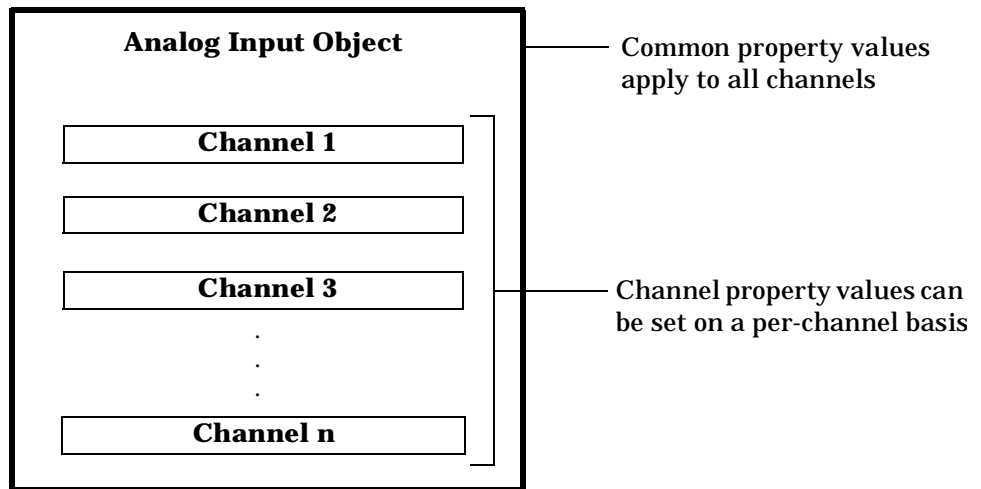 Analog Input Object
Common property values
apply to all channels
Channel 1
Channel 2
Channel 3
.
.
.
Channel n
Channel property values can
be set on a per-channel basis